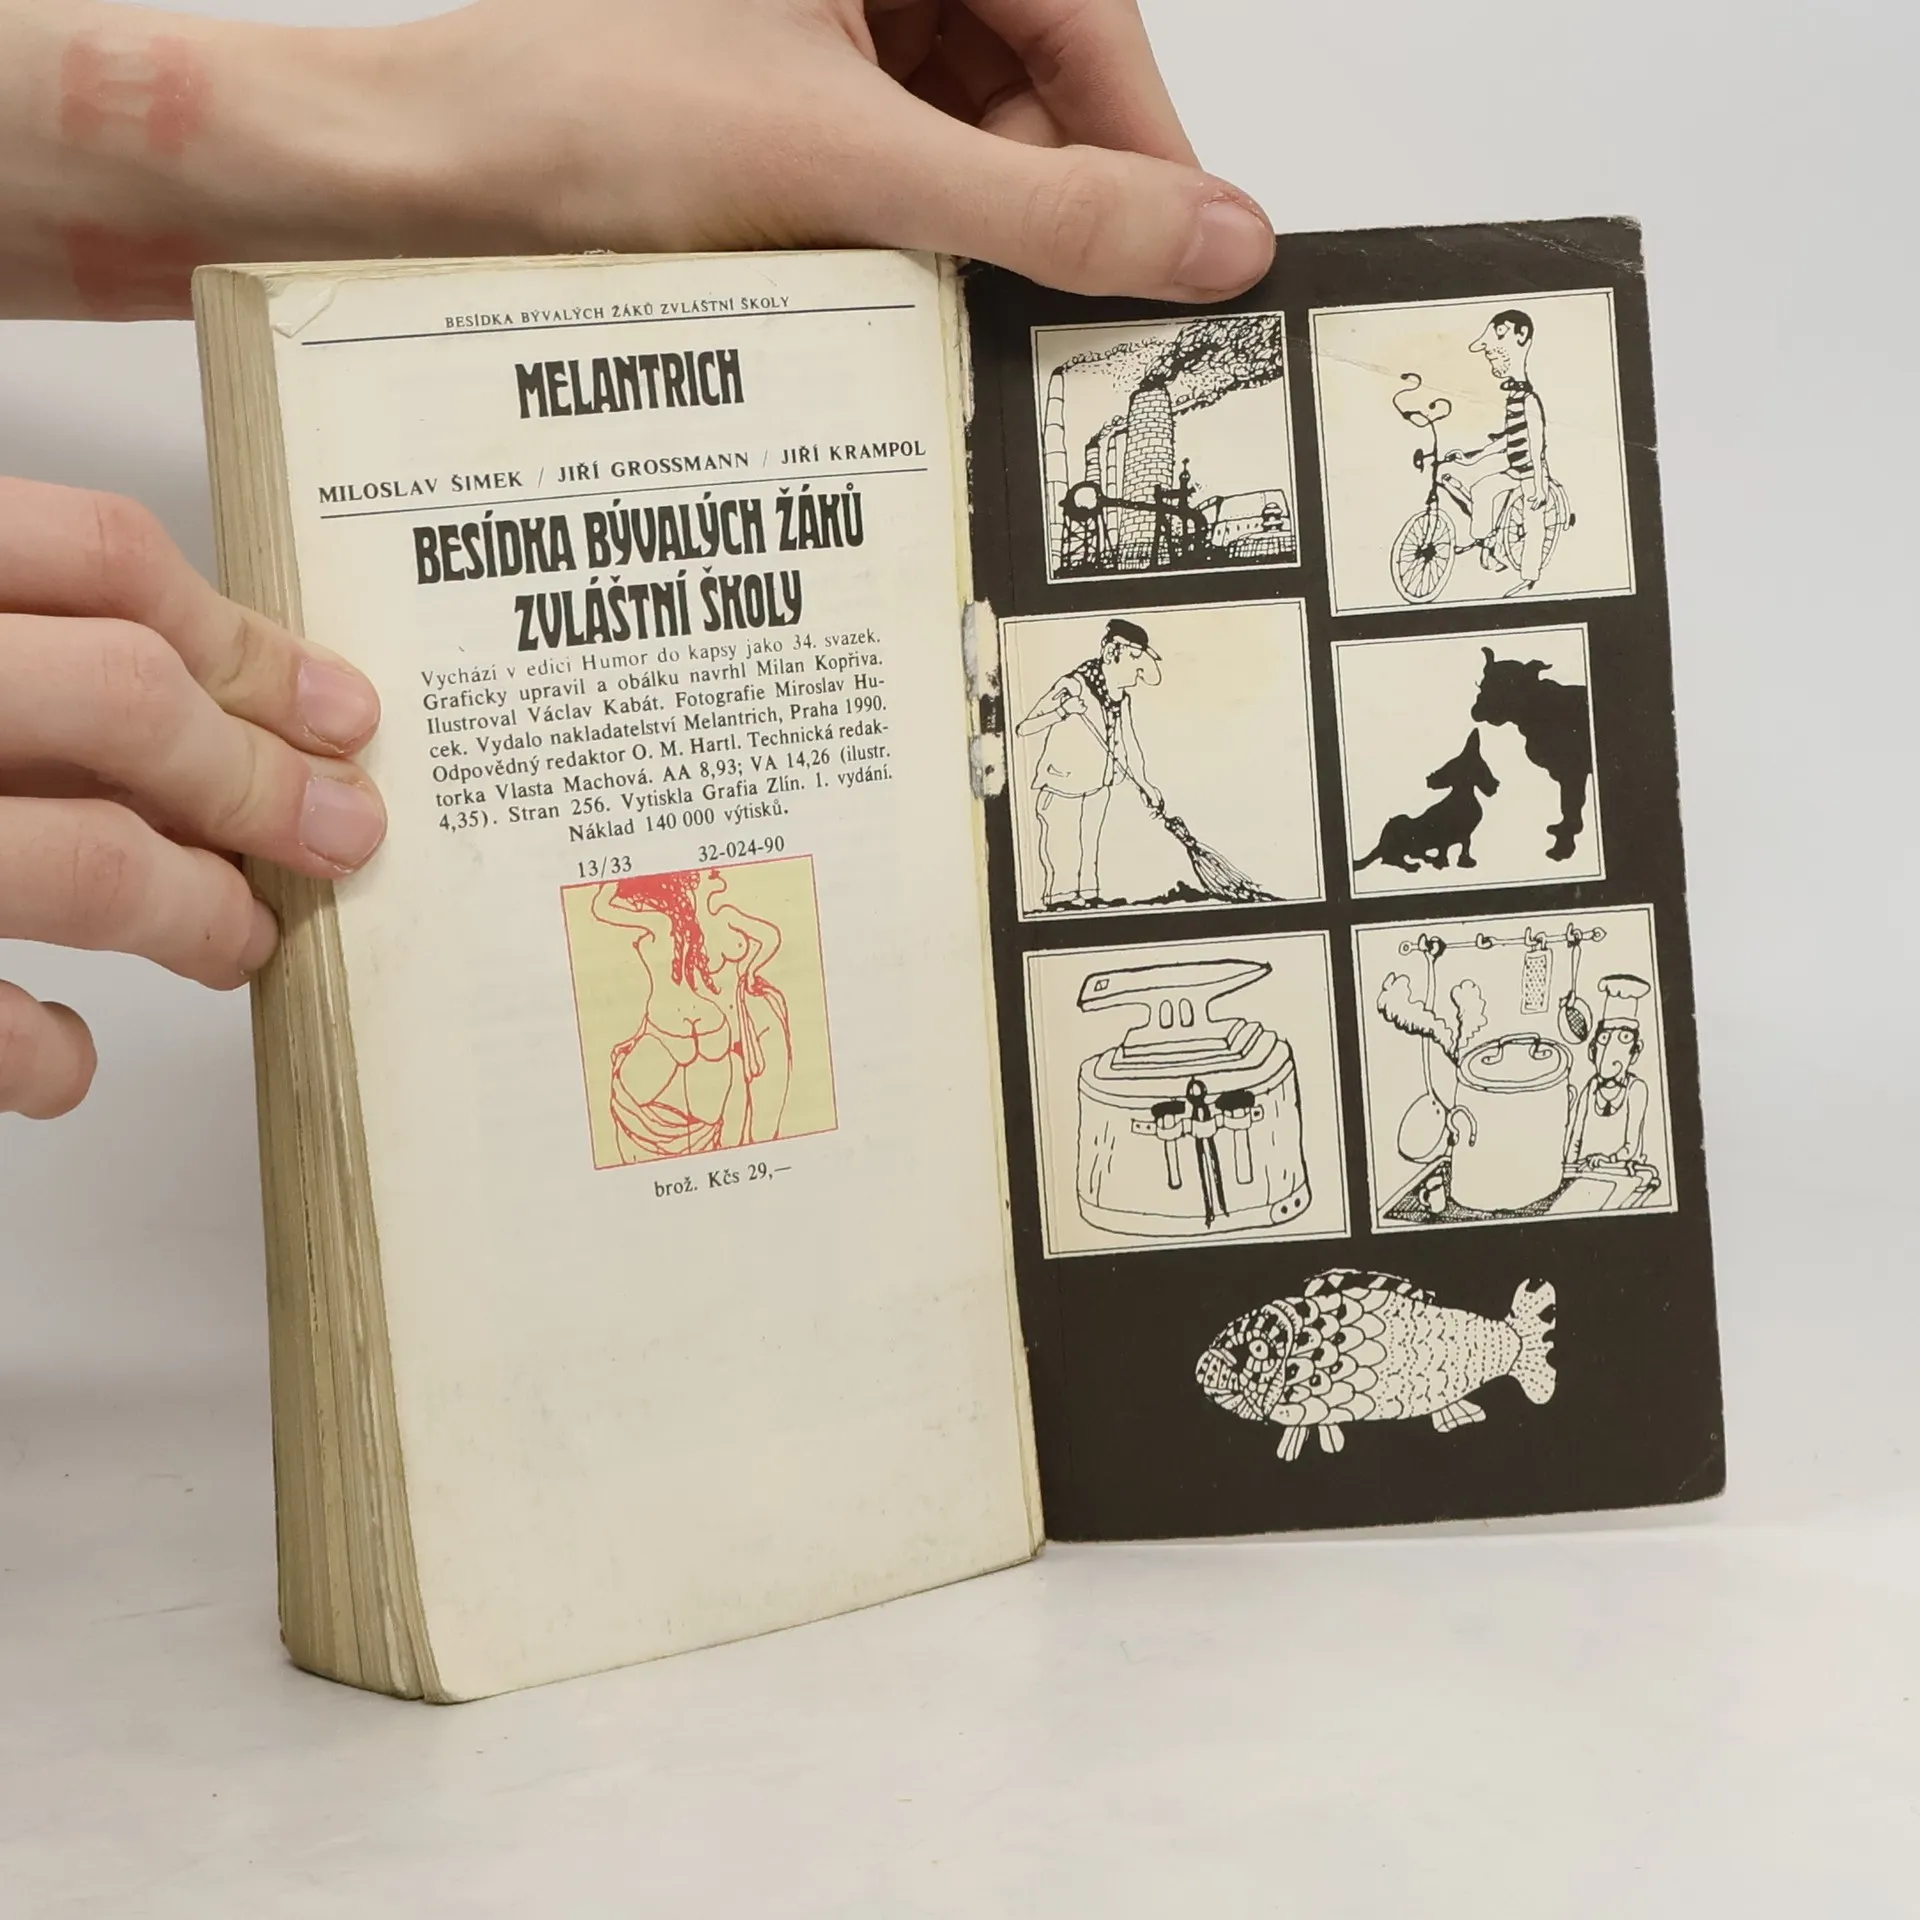 BESÍDKA BÝVALÝCH ŽÁKŮ ZVLÁŠTNÍ ŠKOLY
MELANTRICH
MILOSLAV ŠIMEK / JIŘÍ GROSSMANN / JIŘÍ KRAMPOL
BESÍDKA BÝVALÝCH ŽÁKŮ
ZVLÁŠTNÍ ŠKOLY
Vychází v edici Humor do kapsy jako 34. svazek.
Graficky upravil a obálku navrhl Milan Kopřiva.
Ilustroval Václav Kabát. Fotografie Miroslav Hu-
cek. Vydalo nakladatelství Melantrich, Praha 1990.
Odpovědný redaktor O. M. Hartl. Technická redak-
torka Vlasta Machová. AA 8,93; VA 14,26 (ilustr.
4,35). Stran 256. Vytiskla Grafia Zlín. 1. vydání.
Náklad 140 000 výtisků.
13/33 32-024-90
brož. Kčs 29,—